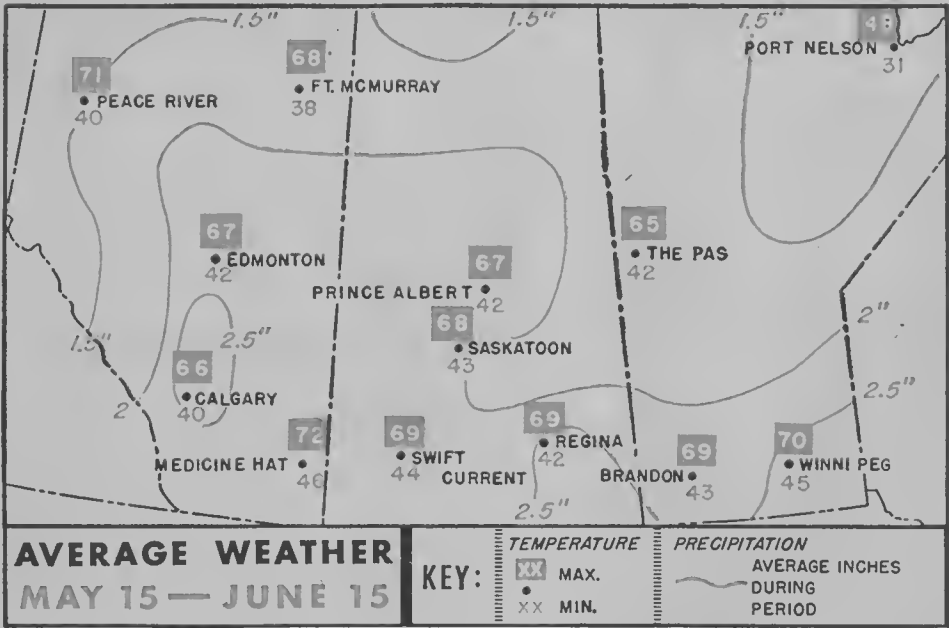 1.5" 1.5" 1.5"
71
PEACE RIVER
40
68
FT. MCMURRAY
38
PORT NELSON
31
67
EDMONTON
42
67
PRINCE ALBERT
42
65
THE PAS
42
1.5"
2.5"
68
SASKATOON
43
2"
66
CALGARY
40
2
2.5"
72
MEDICINE HAT
46
69
SWIFT
CURRENT
44
69
REGINA
42
2.5"
69
BRANDON
43
70
WINNIPEG
45
AVERAGE WEATHER
MAY 15 — JUNE 15
KEY:
TEMPERATURE
XX MAX.
XX MIN.
PRECIPITATION
AVERAGE INCHES
DURING
PERIOD